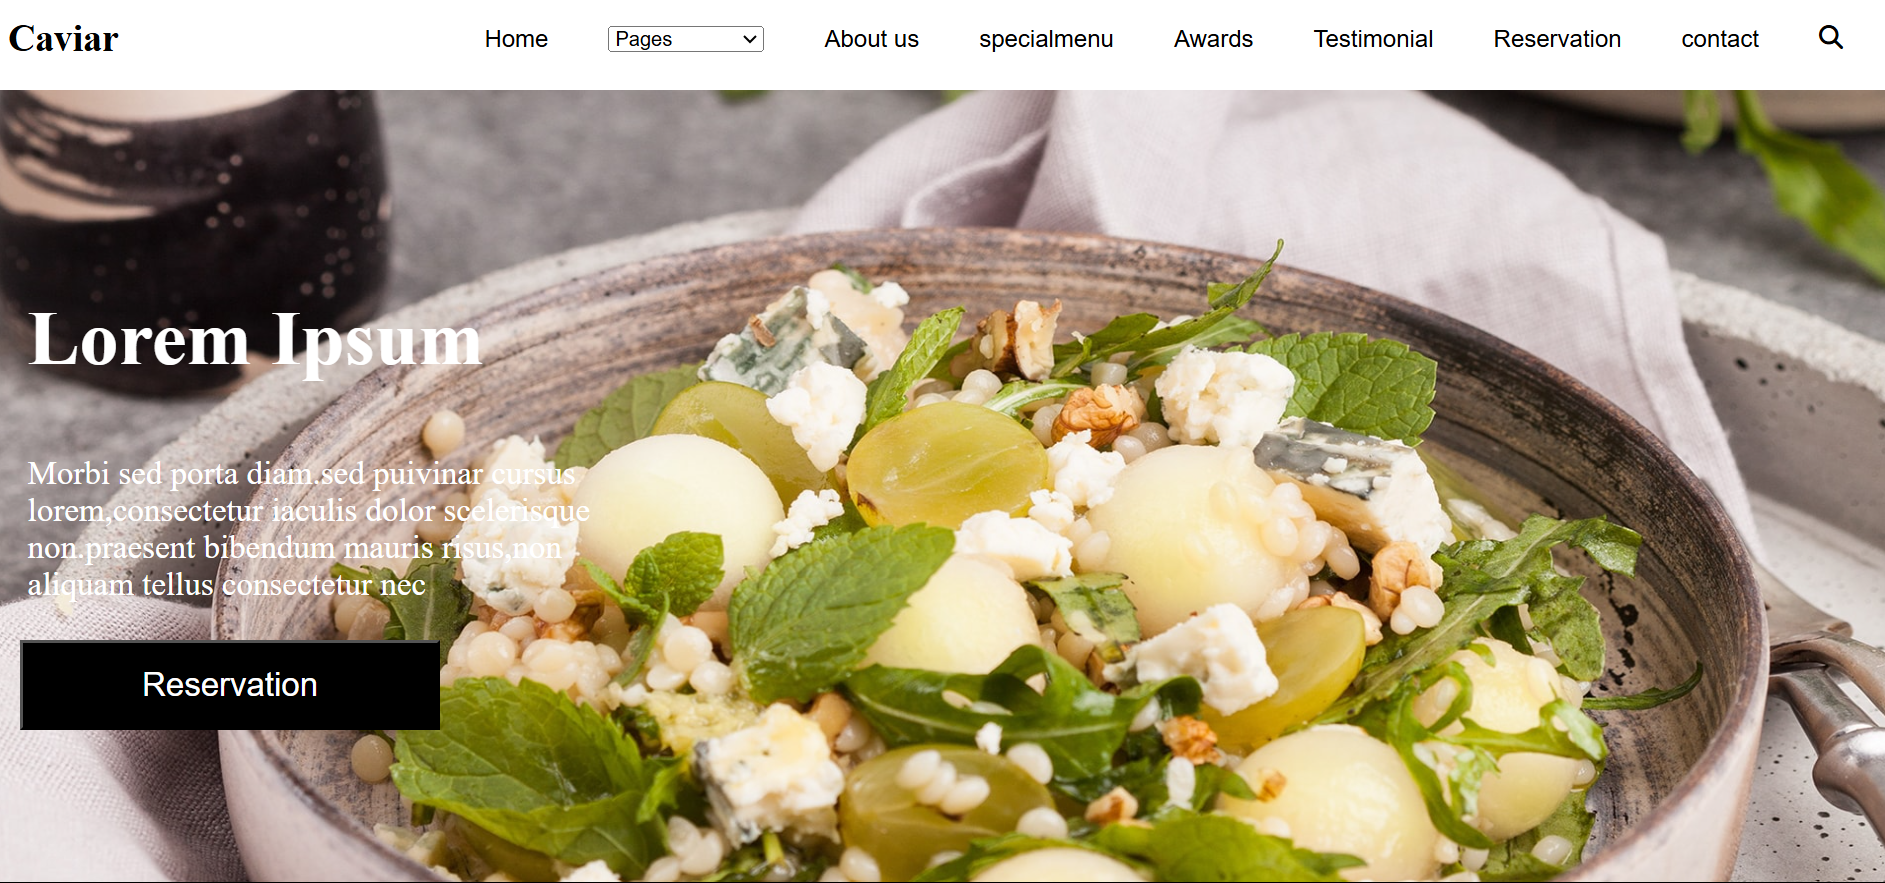 Caviar Home Pages About us specialmenu Awards Testimonial Reservation contact
Lorem Ipsum
Morbi sed porta diam.sed puivinar cursus
lorem,consectetur iaculis dolor scelerisque
non.praesent bibendum mauris risus,non
aliquam tellus consectetur nec
Reservation